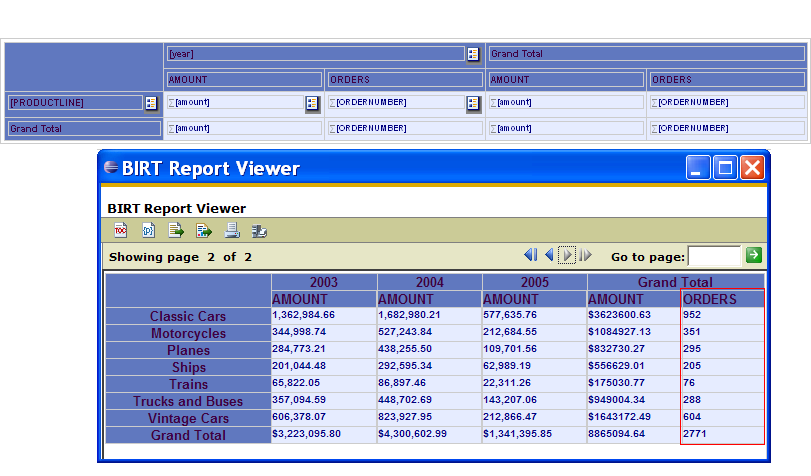 [year] Grand Total
AMOUNT ORDERS AMOUNT ORDERS
[PRODUCTLINE] Σ[amount] Σ[ORDERNUMBER] Σ[amount] Σ[ORDERNUMBER]
Grand Total Σ[amount] Σ[ORDERNUMBER] Σ[amount] Σ[ORDERNUMBER]
BIRT Report Viewer
BIRT Report Viewer
TOC {P}
Showing page 2 of 2 Go to page:
2003 2004 2005 Grand Total
AMOUNT AMOUNT AMOUNT AMOUNT ORDERS
Classic Cars 1,362,984.66 1,682,980.21 577,635.76 $3623600.63 952
Motorcycles 344,998.74 527,243.84 212,684.55 $1084927.13 351
Planes 284,773.21 438,255.50 109,701.56 $832730.27 295
Ships 201,044.48 292,595.34 62,989.19 $556629.01 205
Trains 65,822.05 86,897.46 22,311.26 $175030.77 76
Trucks and Buses 357,094.59 448,702.69 143,207.06 $949004.34 288
Vintage Cars 606,378.07 823,927.95 212,866.47 $1643172.49 604
Grand Total $3,223,095.80 $4,300,602.99 $1,341,395.85 8865094.64 2771